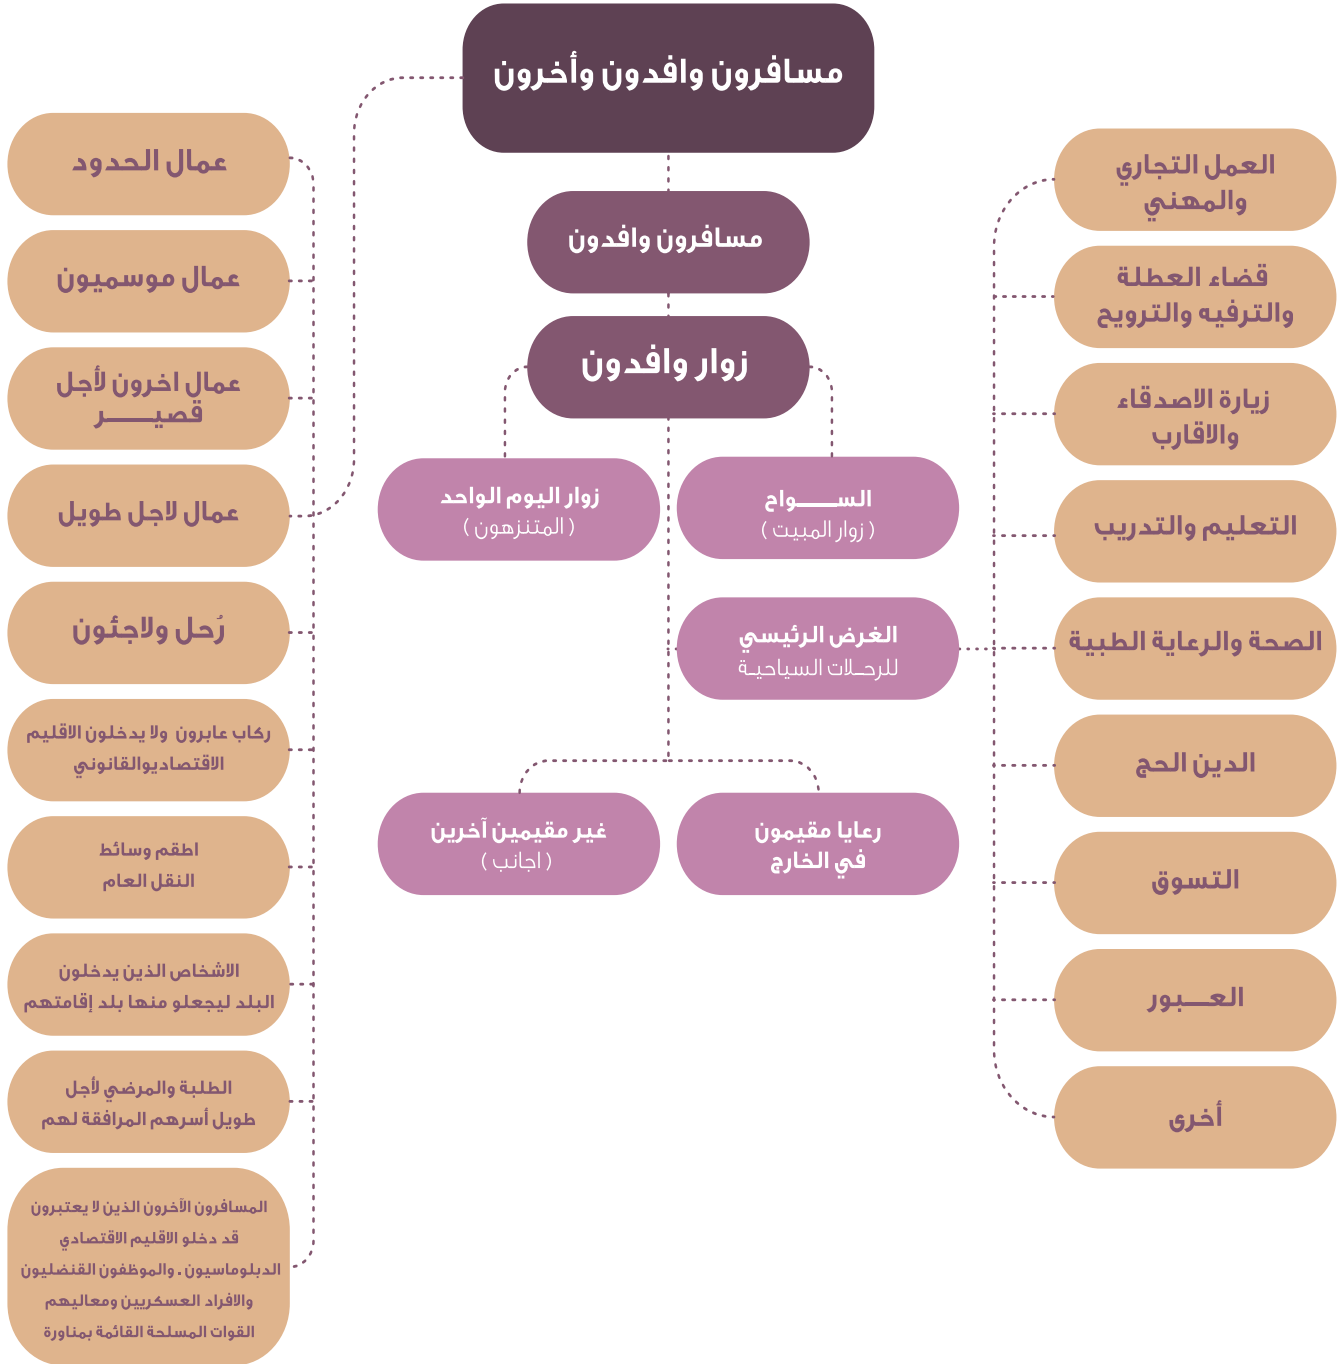 مسافرون وافدون وأخرون
مسافرون وافدون
زوار وافدون
السـواح
( زوار المبيت )
زوار اليوم الواحد
( المتنزهون )
الغرض الرئيسي
للرحـلات السياحيـة
رعايا مقيمون
في الخارج
غير مقيمين آخرين
( اجانب )
العمل التجاري
والمهني
قضاء العطلة
والترفيه والترويح
زيارة الاصدقاء
والاقارب
التعليم والتدريب
الصحة والرعاية الطبية
الدين الحج
التسوق
العـبور
أخرى
عمال الحدود
عمال موسميون
عمال اخرون لأجل
قصيـر
عمال لاجل طويل
رُحل ولاجئون
ركاب عابرون ولا يدخلون الاقليم
الاقتصاديوالقانوني
اطقم وسائط
النقل العام
الاشخاص الذين يدخلون
البلد ليجعلو منها بلد إقامتهم
الطلبة والمرضي لأجل
طويل أسرهم المرافقة لهم
المسافرون الآخرون الذين لا يعتبرون
قد دخلو الاقليم الاقتصادي
الدبلوماسيون . والموظفون القنضليون
والافراد العسكريين ومعاليهم
القوات المسلحة القائمة بمناورة